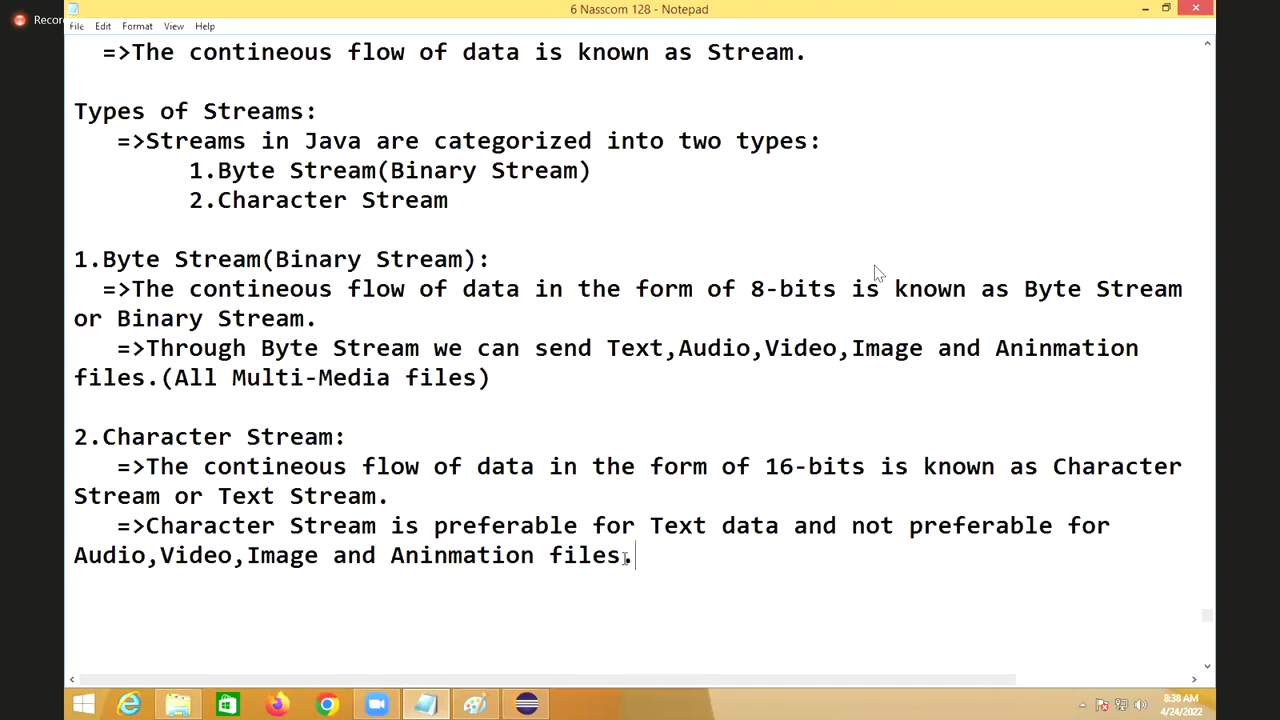 Recor
6 Nasscom 128 - Notepad
File Edit Format View Help
=>The contineous flow of data is known as Stream.
Types of Streams:
=>Streams in Java are categorized into two types:
1.Byte Stream(Binary Stream)
2.Character Stream
1.Byte Stream(Binary Stream):
=>The contineous flow of data in the form of 8-bits is known as Byte Stream
or Binary Stream.
=>Through Byte Stream we can send Text,Audio,Video,Image and Aninmation
files.(All Multi-Media files)
2.Character Stream:
=>The contineous flow of data in the form of 16-bits is known as Character
Stream or Text Stream.
=>Character Stream is preferable for Text data and not preferable for
Audio,Video,Image and Aninmation files.
8:38 AM
4/24/2022